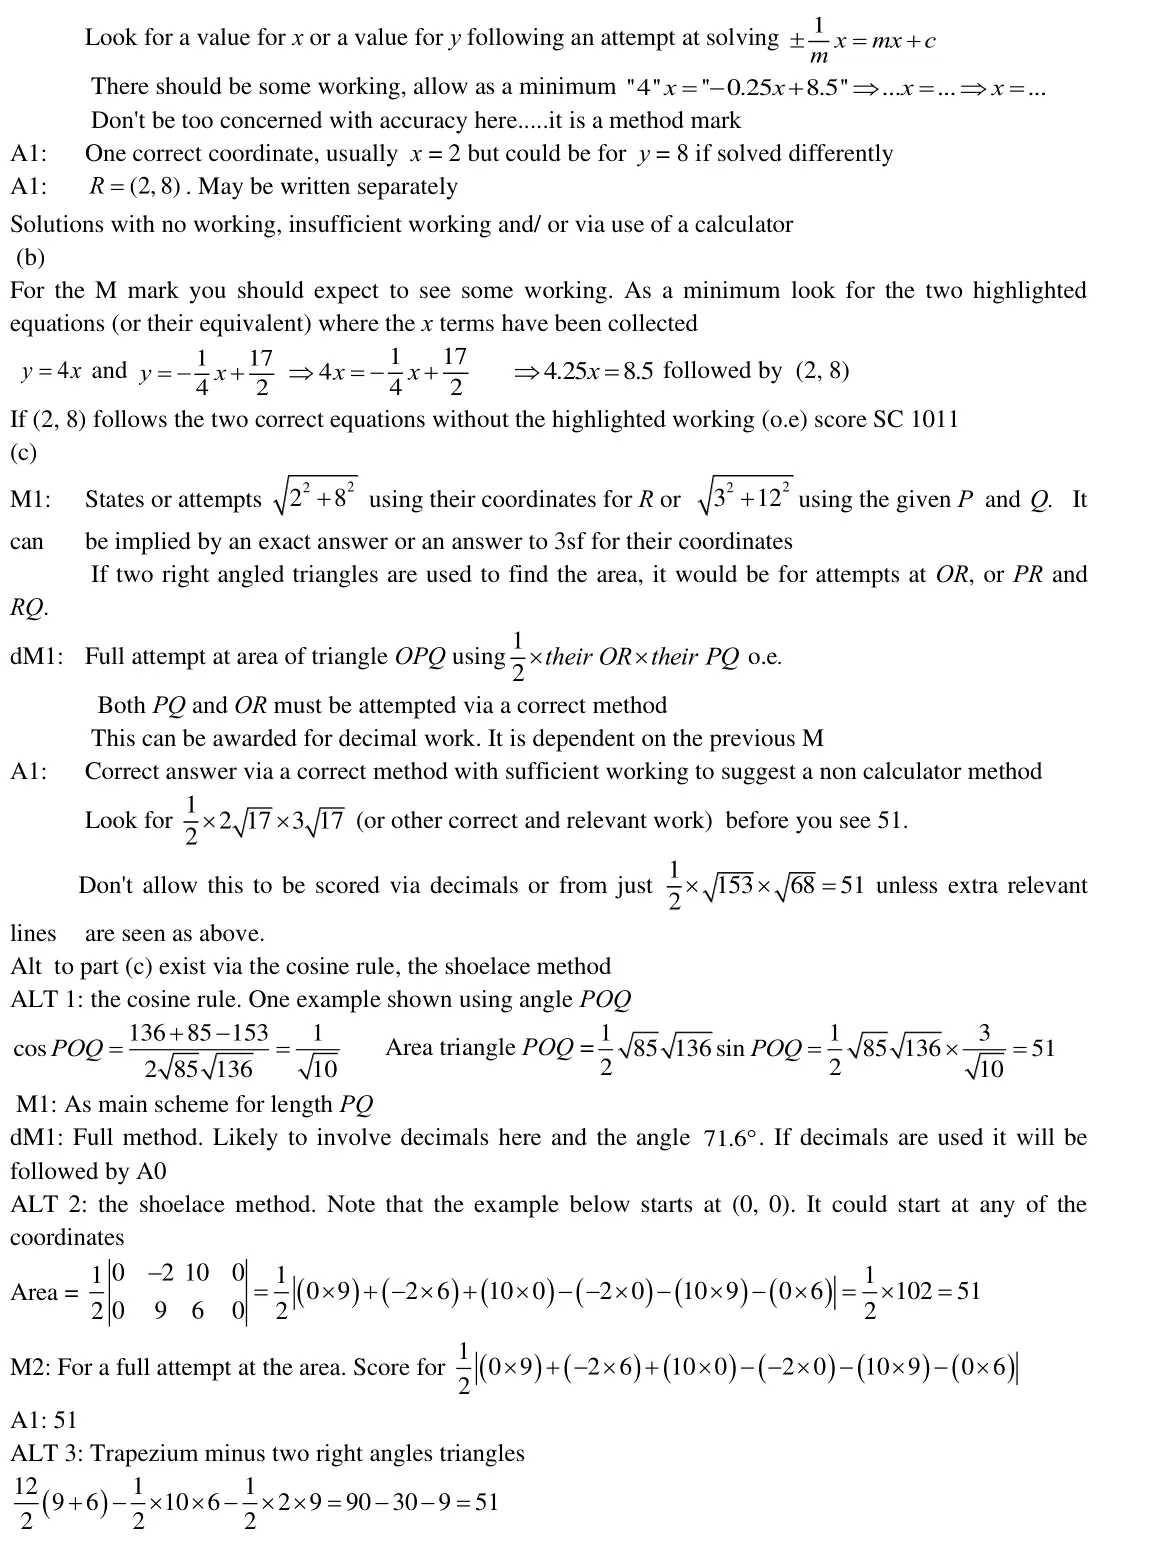 Look for a value for x or a value for y following an attempt at solving ±1/m x = mx + c
There should be some working, allow as a minimum "4"x = "−0.25x + 8.5" ⇒ ...x = ... ⇒ x = ...
Don't be too concerned with accuracy here.....it is a method mark
A1: One correct coordinate, usually x = 2 but could be for y = 8 if solved differently
A1: R = (2, 8). May be written separately
Solutions with no working, insufficient working and/ or via use of a calculator
(b)
For the M mark you should expect to see some working. As a minimum look for the two highlighted
equations (or their equivalent) where the x terms have been collected
y = 4x and y = −1/4 x + 17/2 ⇒ 4x = −1/4 x + 17/2 ⇒ 4.25x = 8.5 followed by (2, 8)
If (2, 8) follows the two correct equations without the highlighted working (o.e) score SC 1011
(c)
M1: States or attempts √(2² + 8²) using their coordinates for R or √(3² + 12²) using the given P and Q. It
can be implied by an exact answer or an answer to 3sf for their coordinates
If two right angled triangles are used to find the area, it would be for attempts at OR, or PR and
RQ.
dM1: Full attempt at area of triangle OPQ using 1/2 × their OR × their PQ o.e.
Both PQ and OR must be attempted via a correct method
This can be awarded for decimal work. It is dependent on the previous M
A1: Correct answer via a correct method with sufficient working to suggest a non calculator method
Look for 1/2 × 2√17 × 3√17 (or other correct and relevant work) before you see 51.
Don't allow this to be scored via decimals or from just 1/2 × √153 × √68 = 51 unless extra relevant
lines are seen as above.
Alt to part (c) exist via the cosine rule, the shoelace method
ALT 1: the cosine rule. One example shown using angle POQ
cos POQ = (136 + 85 − 153)/(2√85√136) = 1/√10 Area triangle POQ = 1/2 √85√136 sin POQ = 1/2 √85√136 × 3/√10 = 51
M1: As main scheme for length PQ
dM1: Full method. Likely to involve decimals here and the angle 71.6°. If decimals are used it will be
followed by A0
ALT 2: the shoelace method. Note that the example below starts at (0, 0). It could start at any of the
coordinates
Area = 1/2 |0 −2 10 0 / 0 9 6 0| = 1/2 |(0×9)+(−2×6)+(10×0)−(−2×0)−(10×9)−(0×6)| = 1/2 ×102 = 51
M2: For a full attempt at the area. Score for 1/2 |(0×9)+(−2×6)+(10×0)−(−2×0)−(10×9)−(0×6)|
A1: 51
ALT 3: Trapezium minus two right angles triangles
12/2 (9+6) − 1/2 ×10×6 − 1/2 ×2×9 = 90−30−9 = 51